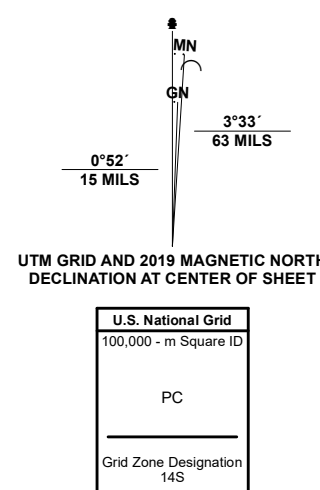 MN
GN
3°33´
63 MILS
0°52´
15 MILS
UTM GRID AND 2019 MAGNETIC NORTH
DECLINATION AT CENTER OF SHEET
U.S. National Grid
100,000 - m Square ID
PC
Grid Zone Designation
14S